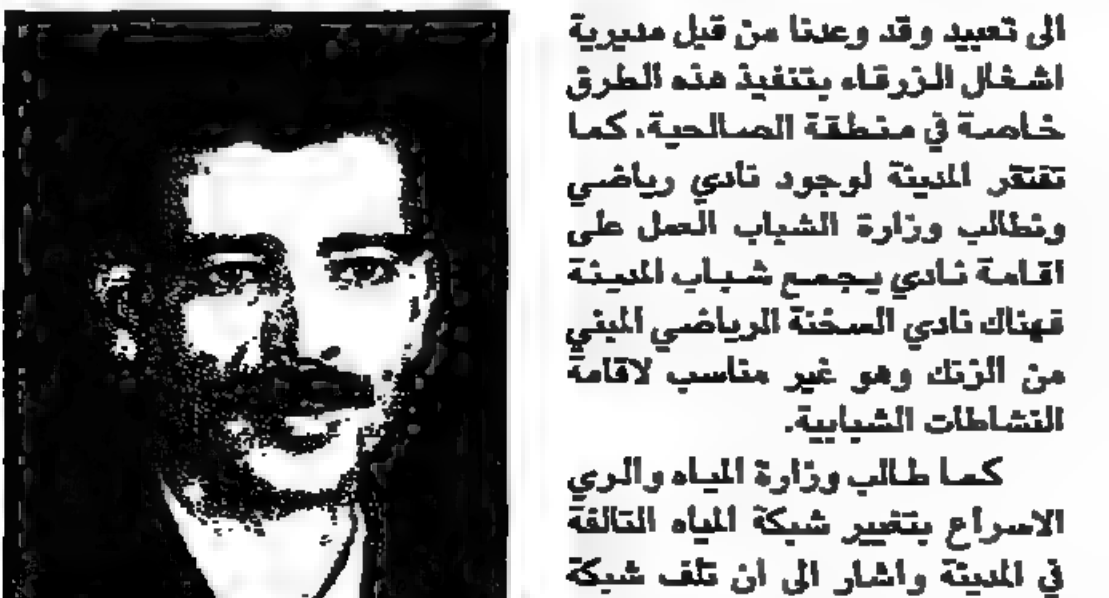 الى تعبيد وقد وعدنا من قبل مديرية
اشغال الزرقاء بتنفيذ هذه الطرق
خاصة في منطقة الصالحية، كما
تفتقر المدينة لوجود نادي رياضي
ونطالب وزارة الشباب العمل على
اقامة نادي يجمع شباب المدينة
فهناك نادي السخنة الرياضي المبني
من الزنك وهو غير مناسب لاقامة
النشاطات الشبابية.
كما طالب وزارة المياه والري
الاسراع بتغيير شبكة المياه التالفة
في المدينة واشار الى ان تلف شبكة